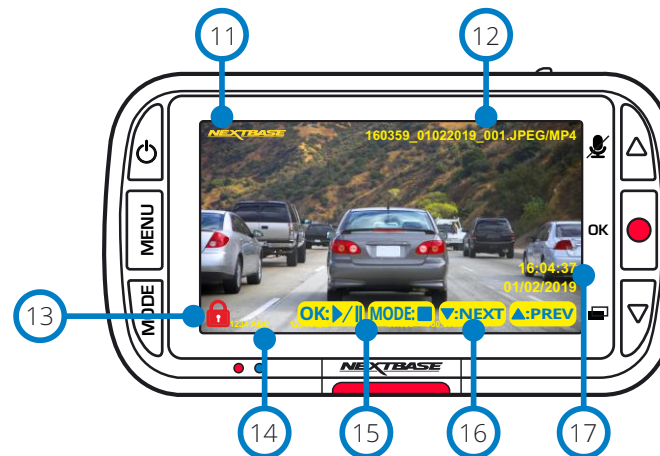 11
12
NEXTBASE
160359_01022019_001.JPEG/MP4
MENU
OK
16:04:37
01/02/2019
MODE
13
OK: MODE: :NEXT :PREV
NEXTBASE
14
15
16
17